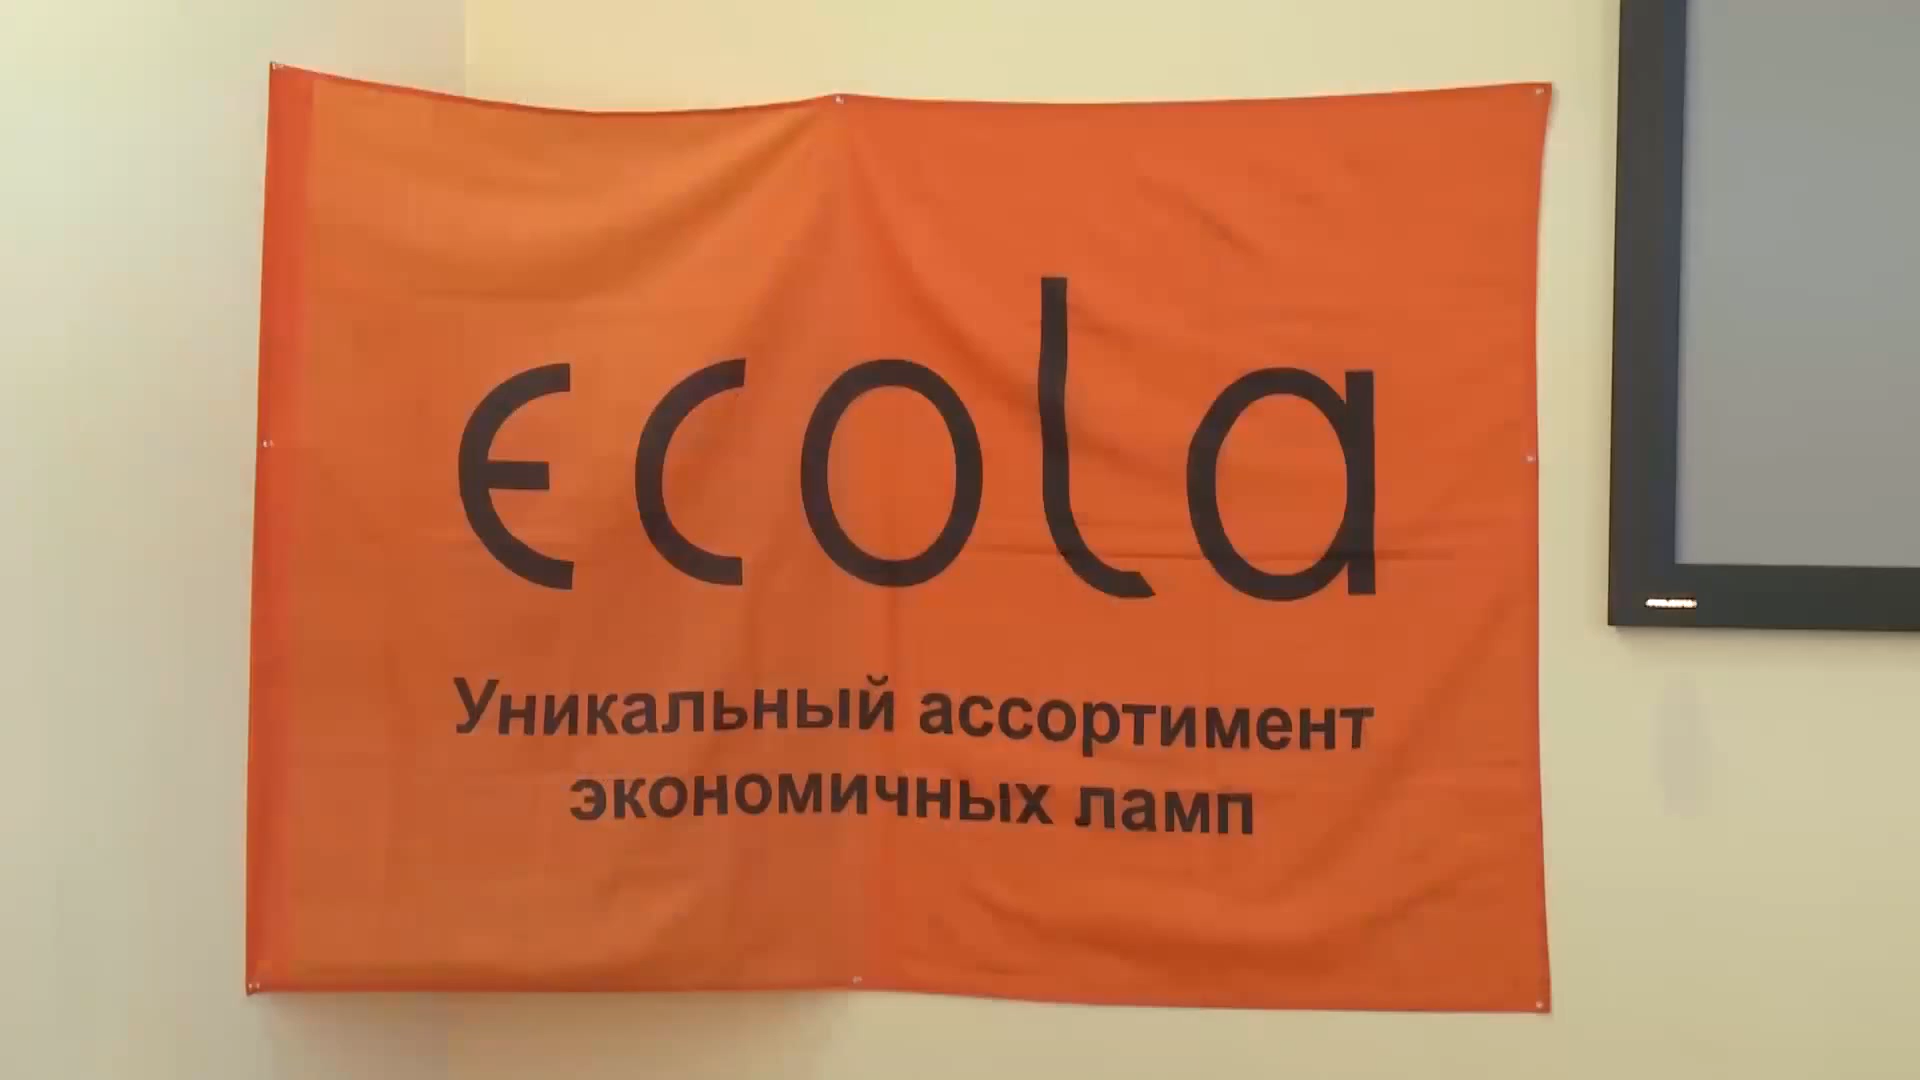 ecola
Уникальный ассортимент
экономичных ламп